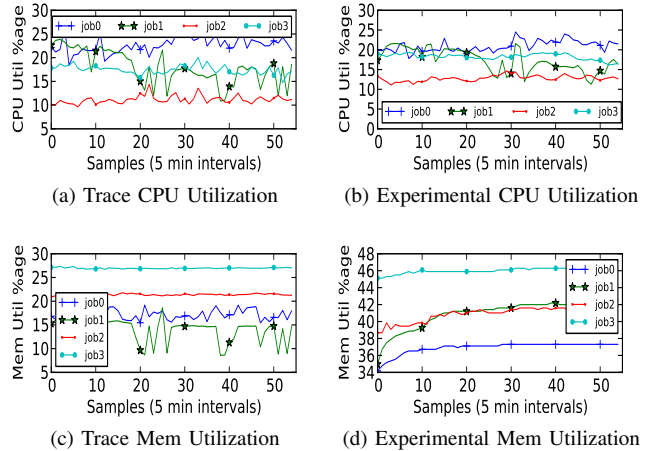 30
25
20
15
10
5
CPU Util %age
job0 job1 job2 job3
0 10 20 30 40 50
Samples (5 min intervals)
(a) Trace CPU Utilization
30
25
20
15
10
5
0
CPU Util %age
job0 job1 job2 job3
0 10 20 30 40 50
Samples (5 min intervals)
(b) Experimental CPU Utilization
30
25
20
15
10
5
Mem Util %age
job0
job1
job2
job3
0 10 20 30 40 50
Samples (5 min intervals)
(c) Trace Mem Utilization
48
46
44
42
40
38
36
34
Mem Util %age
job0
job1
job2
job3
0 10 20 30 40 50
Samples (5 min intervals)
(d) Experimental Mem Utilization